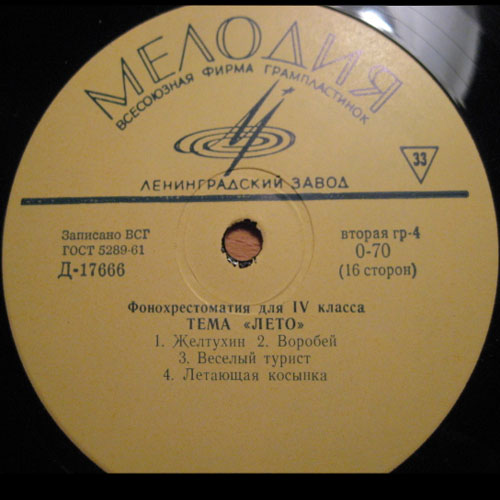 МЕЛОДИЯ
ВСЕСОЮЗНАЯ ФИРМА ГРАМПЛАСТИНОК
33
ЛЕНИНГРАДСКИЙ ЗАВОД
Записано ВСГ
ГОСТ 5289-61
Д-17666
вторая гр-4
0-70
(16 сторон)
Фонохрестоматия для IV класса
ТЕМА «ЛЕТО»
1. Желтухин 2. Воробей
3. Веселый турист
4. Летающая косынка